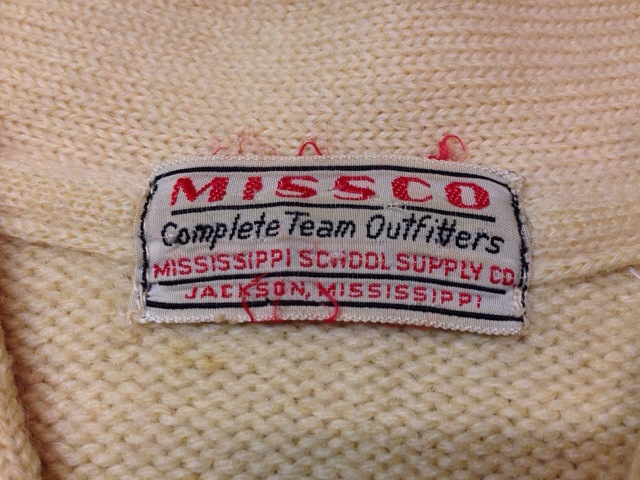 MISSCO
Complete Team Outfitters
MISSISSIPPI SCHOOL SUPPLY CO.
JACKSON, MISSISSIPPI